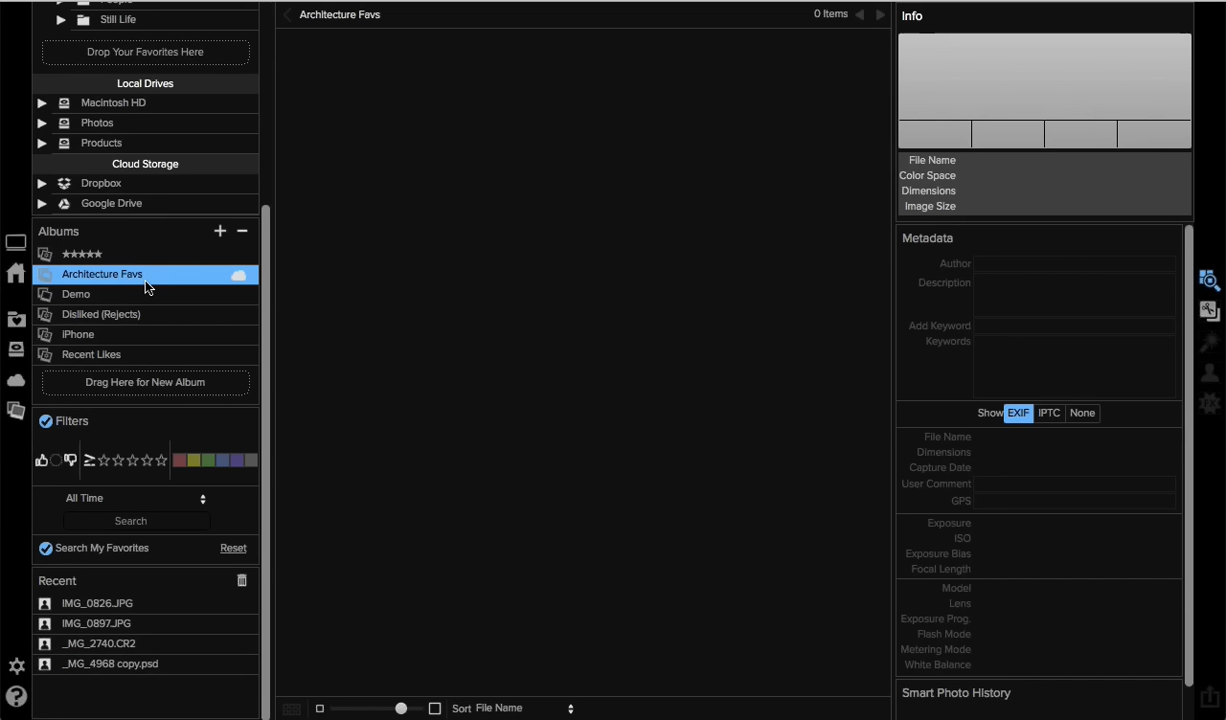 Still Life
Drop Your Favorites Here
Local Drives
Macintosh HD
Photos
Products
Cloud Storage
Dropbox
Google Drive
Albums
★★★★★
Architecture Favs
Demo
Disliked (Rejects)
iPhone
Recent Likes
Drag Here for New Album
Filters
All Time
Search
Search My Favorites Reset
Recent
IMG_0826.JPG
IMG_0897.JPG
_MG_2740.CR2
_MG_4968 copy.psd
Architecture Favs 0 Items
Sort File Name
Info
File Name
Color Space
Dimensions
Image Size
Metadata
Author
Description
Add Keyword
Keywords
Show EXIF IPTC None
File Name
Dimensions
Capture Date
User Comment
GPS
Exposure
ISO
Exposure Bias
Focal Length
Model
Lens
Exposure Prog.
Flash Mode
Metering Mode
White Balance
Smart Photo History
FX